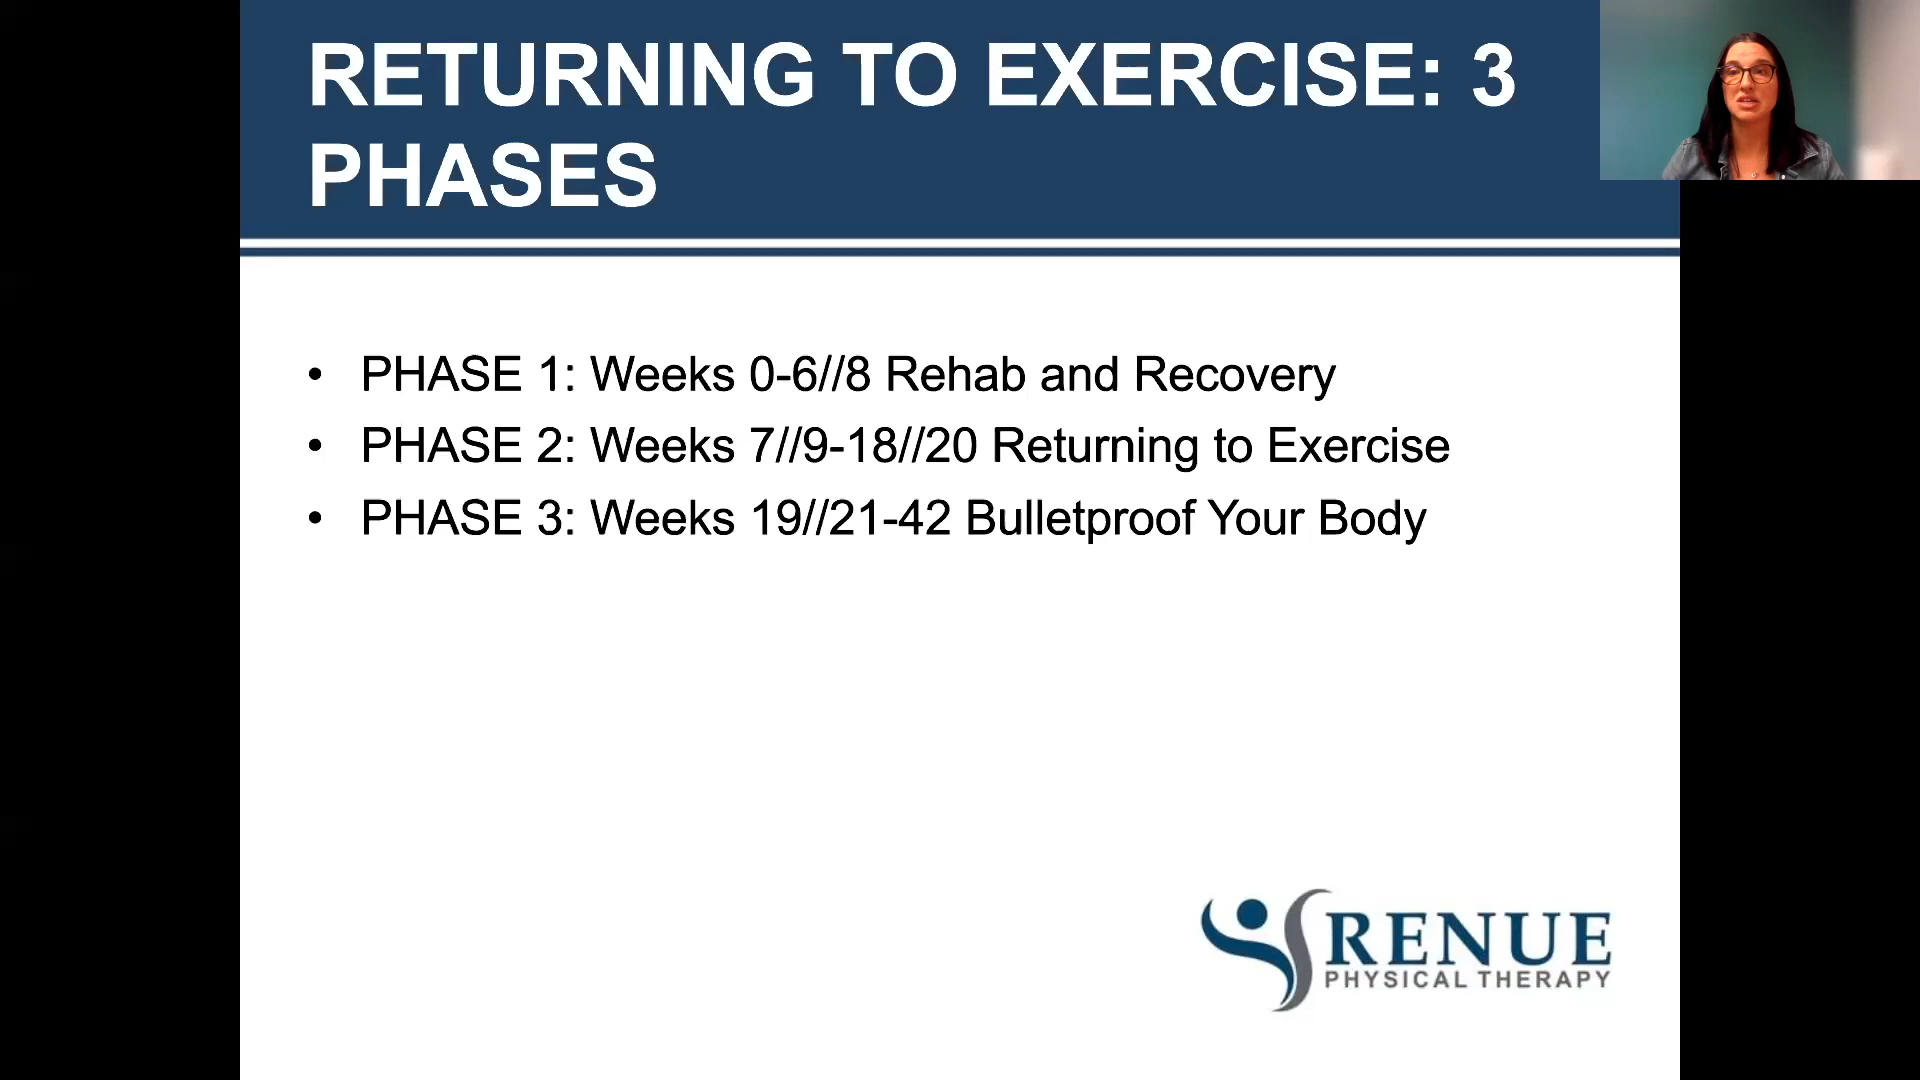 RETURNING TO EXERCISE: 3
PHASES
• PHASE 1: Weeks 0-6//8 Rehab and Recovery
• PHASE 2: Weeks 7//9-18//20 Returning to Exercise
• PHASE 3: Weeks 19//21-42 Bulletproof Your Body
RENUE
PHYSICAL THERAPY